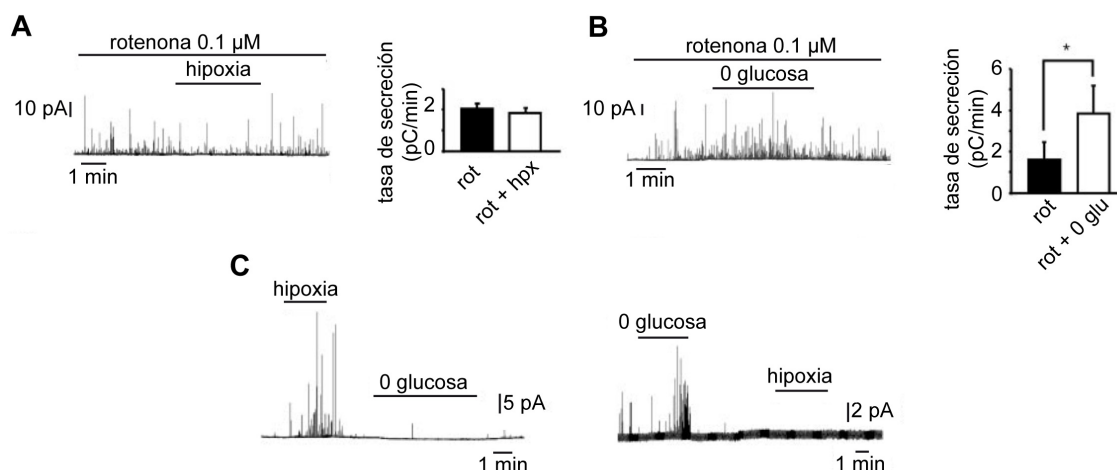 A
rotenona 0.1 µM
hipoxia
10 pA
1 min
tasa de secreción
(pC/min)
2
0
rot
rot + hpx
B
rotenona 0.1 µM
0 glucosa
10 pA
1 min
tasa de secreción
(pC/min)
6
4
2
0
*
rot
rot + 0 glu
C
hipoxia
0 glucosa
5 pA
1 min
0 glucosa
hipoxia
2 pA
1 min